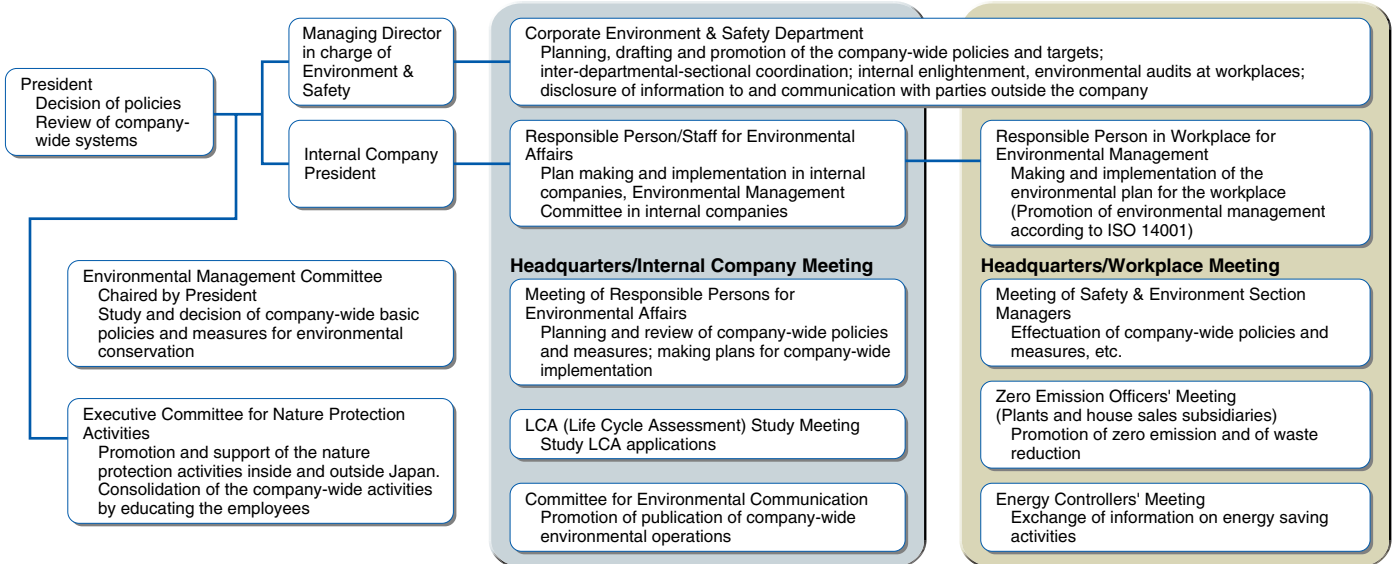 President
Decision of policies
Review of company-
wide systems
Managing Director
in charge of
Environment &
Safety
Internal Company
President
Corporate Environment & Safety Department
Planning, drafting and promotion of the company-wide policies and targets;
inter-departmental-sectional coordination; internal enlightenment, environmental audits at workplaces;
disclosure of information to and communication with parties outside the company
Responsible Person/Staff for Environmental
Affairs
Plan making and implementation in internal
companies, Environmental Management
Committee in internal companies
Responsible Person in Workplace for
Environmental Management
Making and implementation of the
environmental plan for the workplace
(Promotion of environmental management
according to ISO 14001)
Environmental Management Committee
Chaired by President
Study and decision of company-wide basic
policies and measures for environmental
conservation
Executive Committee for Nature Protection
Activities
Promotion and support of the nature
protection activities inside and outside Japan.
Consolidation of the company-wide activities
by educating the employees
Headquarters/Internal Company Meeting
Meeting of Responsible Persons for
Environmental Affairs
Planning and review of company-wide policies
and measures; making plans for company-wide
implementation
LCA (Life Cycle Assessment) Study Meeting
Study LCA applications
Committee for Environmental Communication
Promotion of publication of company-wide
environmental operations
Headquarters/Workplace Meeting
Meeting of Safety & Environment Section
Managers
Effectuation of company-wide policies and
measures, etc.
Zero Emission Officers' Meeting
(Plants and house sales subsidiaries)
Promotion of zero emission and of waste
reduction
Energy Controllers' Meeting
Exchange of information on energy saving
activities